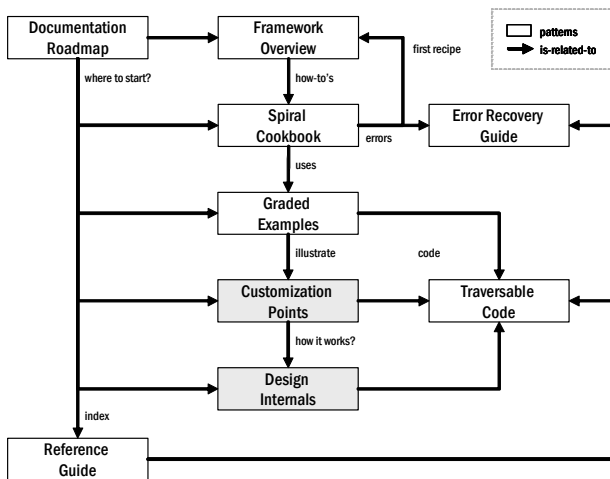 Documentation
Roadmap
Framework
Overview
first recipe
patterns
is-related-to
where to start?
how-to's
Spiral
Cookbook
errors
Error Recovery
Guide
uses
Graded
Examples
illustrate
code
Customization
Points
Traversable
Code
how it works?
Design
Internals
index
Reference
Guide